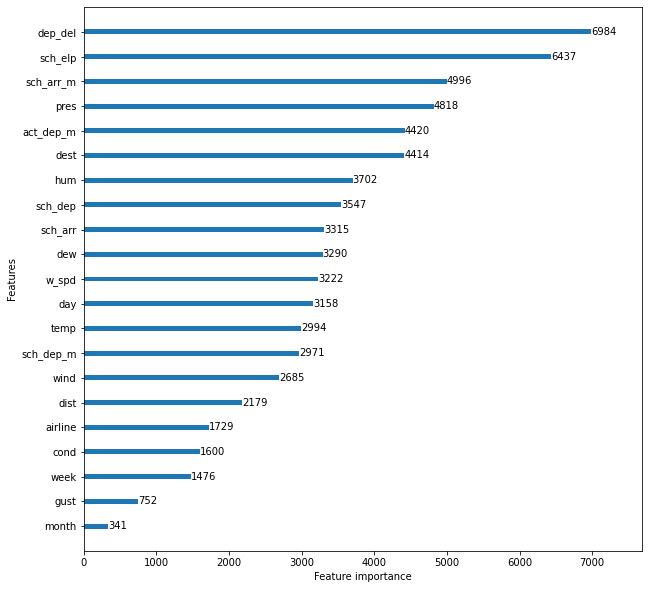 dep_del 6984
sch_elp 6437
sch_arr_m 4996
pres 4818
act_dep_m 4420
dest 4414
hum 3702
sch_dep 3547
sch_arr 3315
dew 3290
w_spd 3222
day 3158
temp 2994
sch_dep_m 2971
wind 2685
dist 2179
airline 1729
cond 1600
week 1476
gust 752
month 341
Features
0 1000 2000 3000 4000 5000 6000 7000
Feature importance